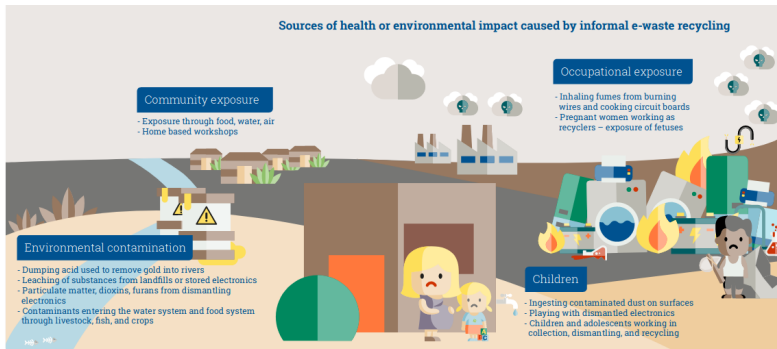 Sources of health or environmental impact caused by informal e-waste recycling
Community exposure
- Exposure through food, water, air
- Home based workshops
Occupational exposure
- Inhaling fumes from burning
wires and cooking circuit boards
- Pregnant women working as
recyclers – exposure of fetuses
Environmental contamination
- Dumping acid used to remove gold into rivers
- Leaching of substances from landfills or stored electronics
- Particulate matter, dioxins, furans from dismantling
electronics
- Contaminants entering the water system and food system
through livestock, fish, and crops
Children
- Ingesting contaminated dust on surfaces
- Playing with dismantled electronics
- Children and adolescents working in
collection, dismantling, and recycling